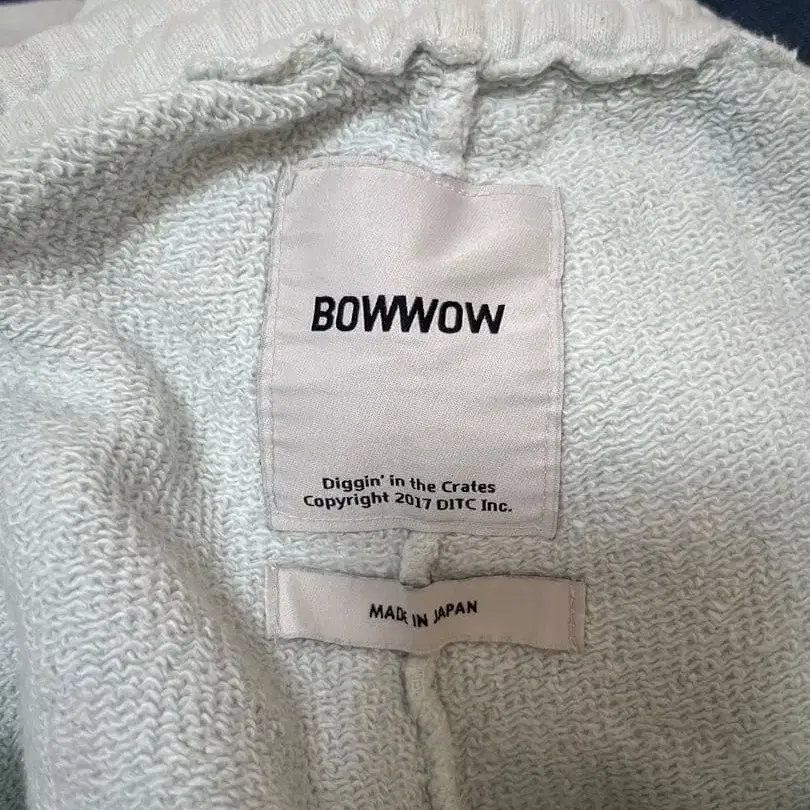 BOWWOW
Diggin' in the Crates
Copyright 2017 DITC Inc.
MADE IN JAPAN